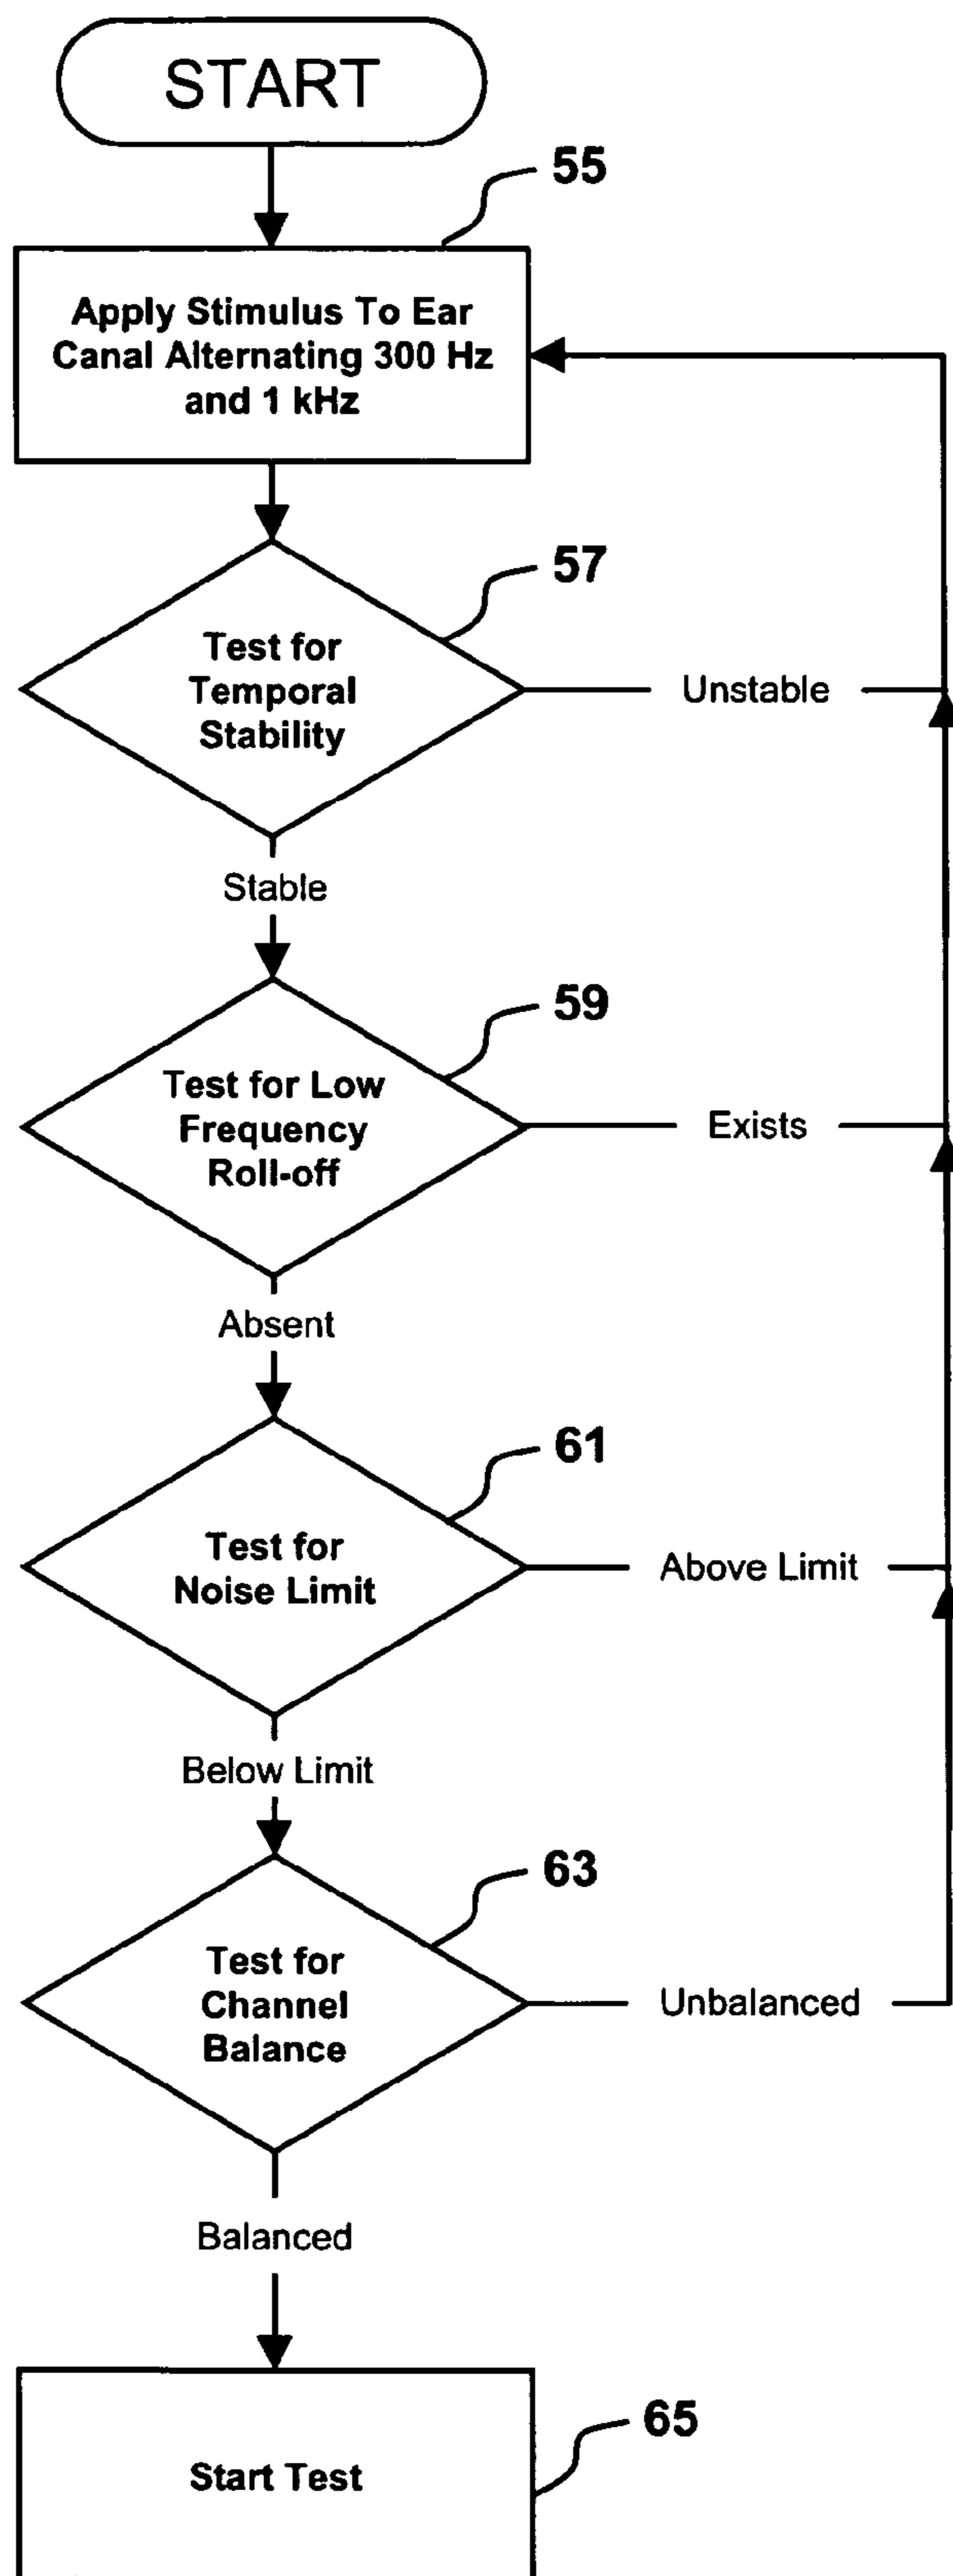 START
55
Apply Stimulus To Ear
Canal Alternating 300 Hz
and 1 kHz
57
Test for
Temporal
Stability
Unstable
Stable
59
Test for Low
Frequency
Roll-off
Exists
Absent
61
Test for
Noise Limit
Above Limit
Below Limit
63
Test for
Channel
Balance
Unbalanced
Balanced
65
Start Test